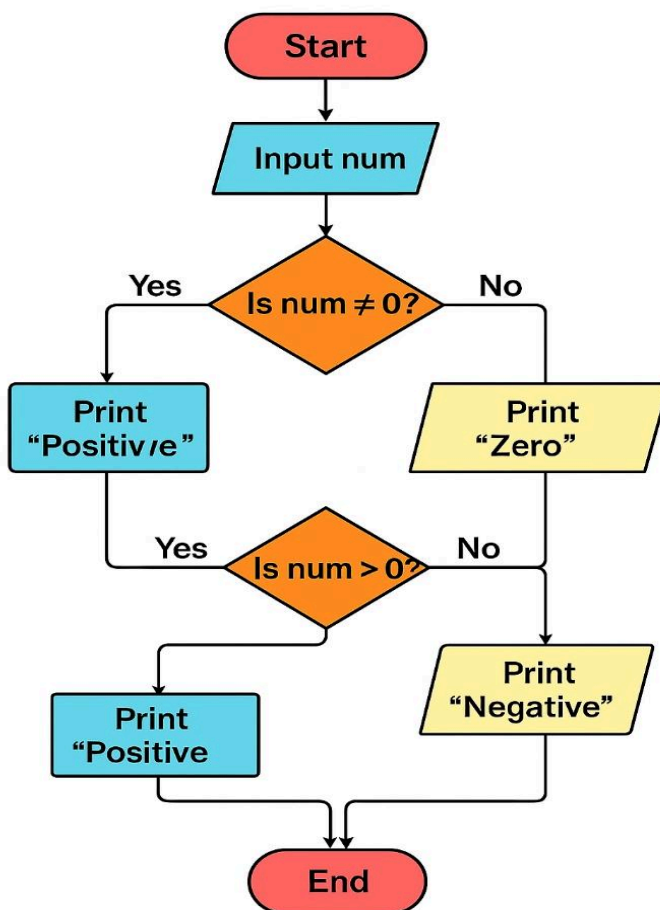 Start
Input num
Is num ≠ 0?
Yes
No
Print
“Positive”
Print
“Zero”
Is num > 0?
Yes
No
Print
“Positive
Print
“Negative”
End